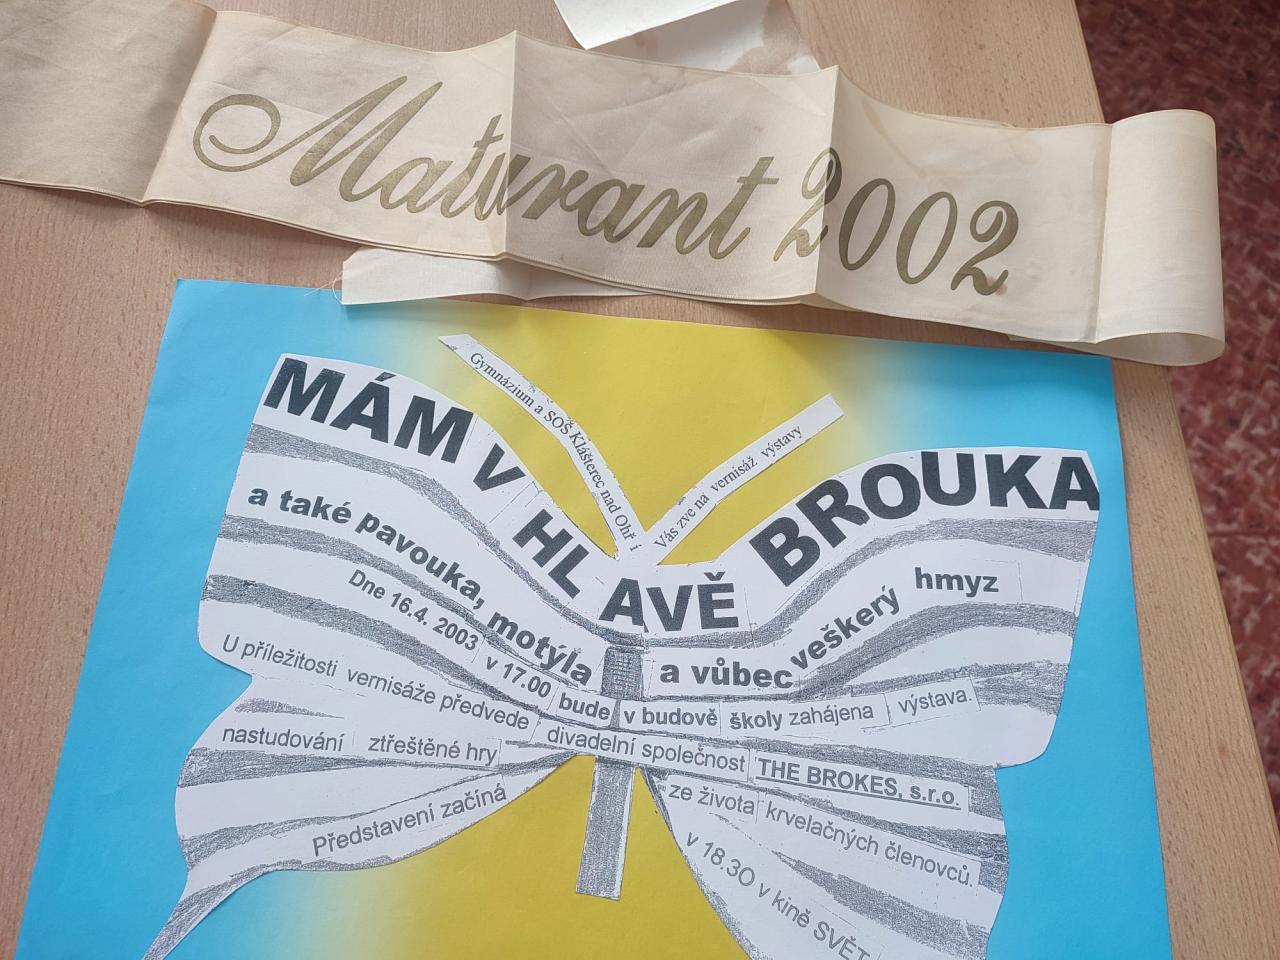 Maturant 2002
Gymnázium a SOŠ Klášterec nad Ohří
Vás zve na vernisáž výstavy
MÁM V HLAVĚ BROUKA
a také pavouka, motýla a vůbec veškerý hmyz
Dne 16.4. 2003 v 17.00 bude v budově školy zahájena výstava.
U příležitosti vernisáže předvede divadelní společnost THE BROKES, s.r.o.
nastudování ztřeštěné hry ze života krvelačných členovců.
Představení začíná v 18.30 v kině SVĚT